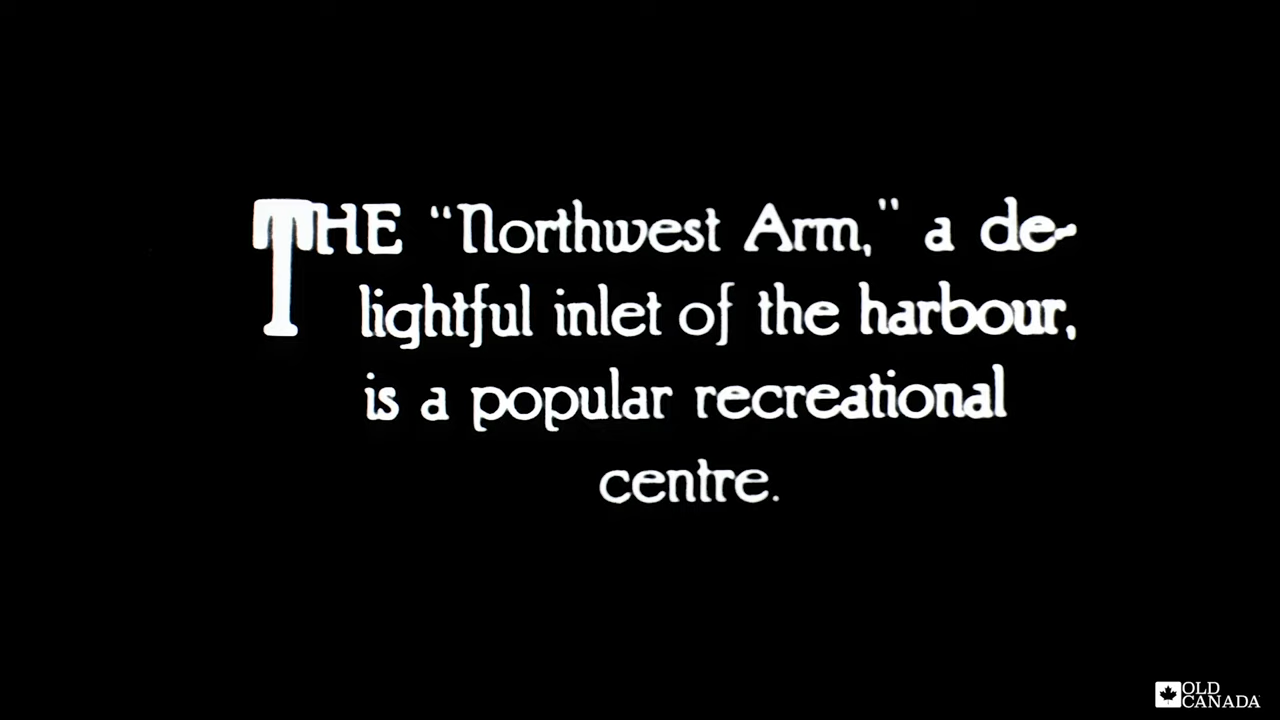 THE “Northwest Arm,” a de-
lightful inlet of the harbour,
is a popular recreational
centre.
OLD
CANADA